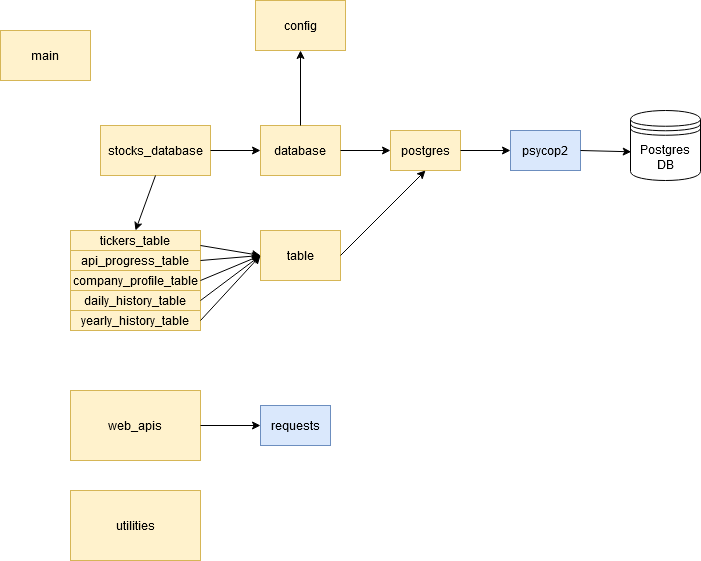 config
main
stocks_database
database
postgres
psycop2
Postgres
DB
tickers_table
api_progress_table
company_profile_table
daily_history_table
yearly_history_table
table
web_apis
requests
utilities